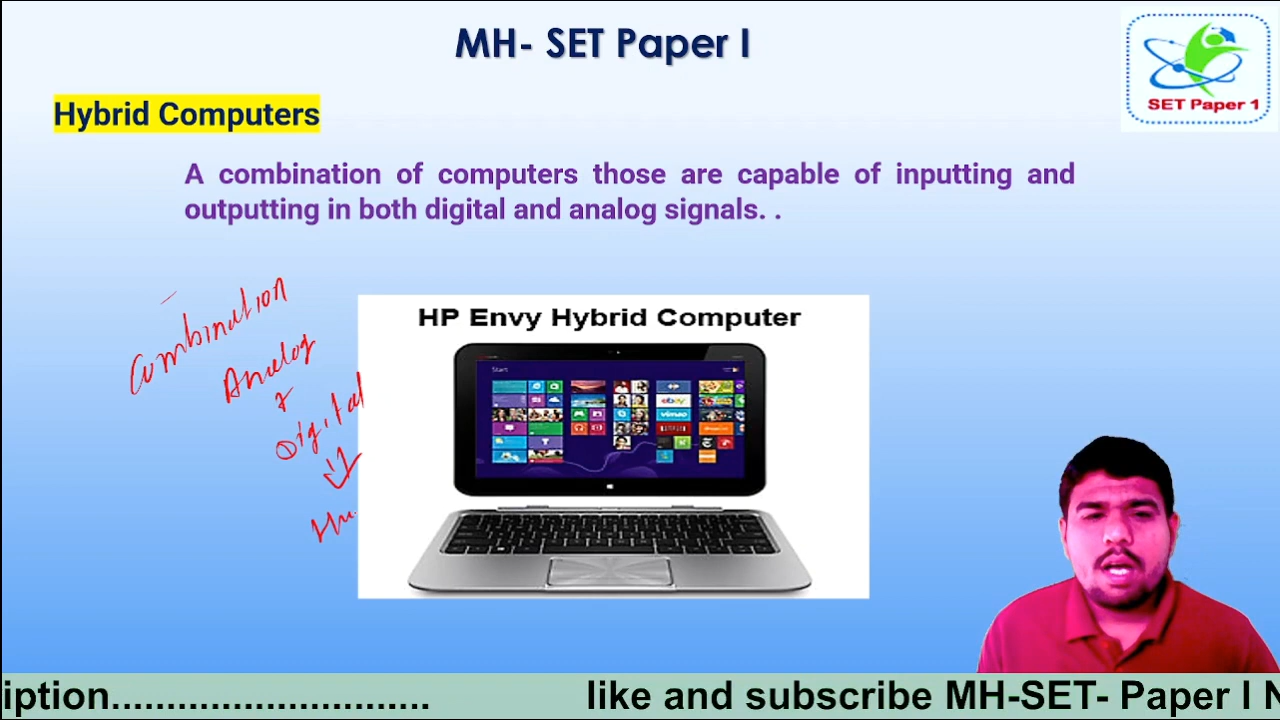 MH- SET Paper I
SET Paper 1
Hybrid Computers
A combination of computers those are capable of inputting and
outputting in both digital and analog signals. .
Combination
Analog
Digital
HP Envy Hybrid Computer
Start
ebay
vimeo
iption............................. like and subscribe MH-SET- Paper I N